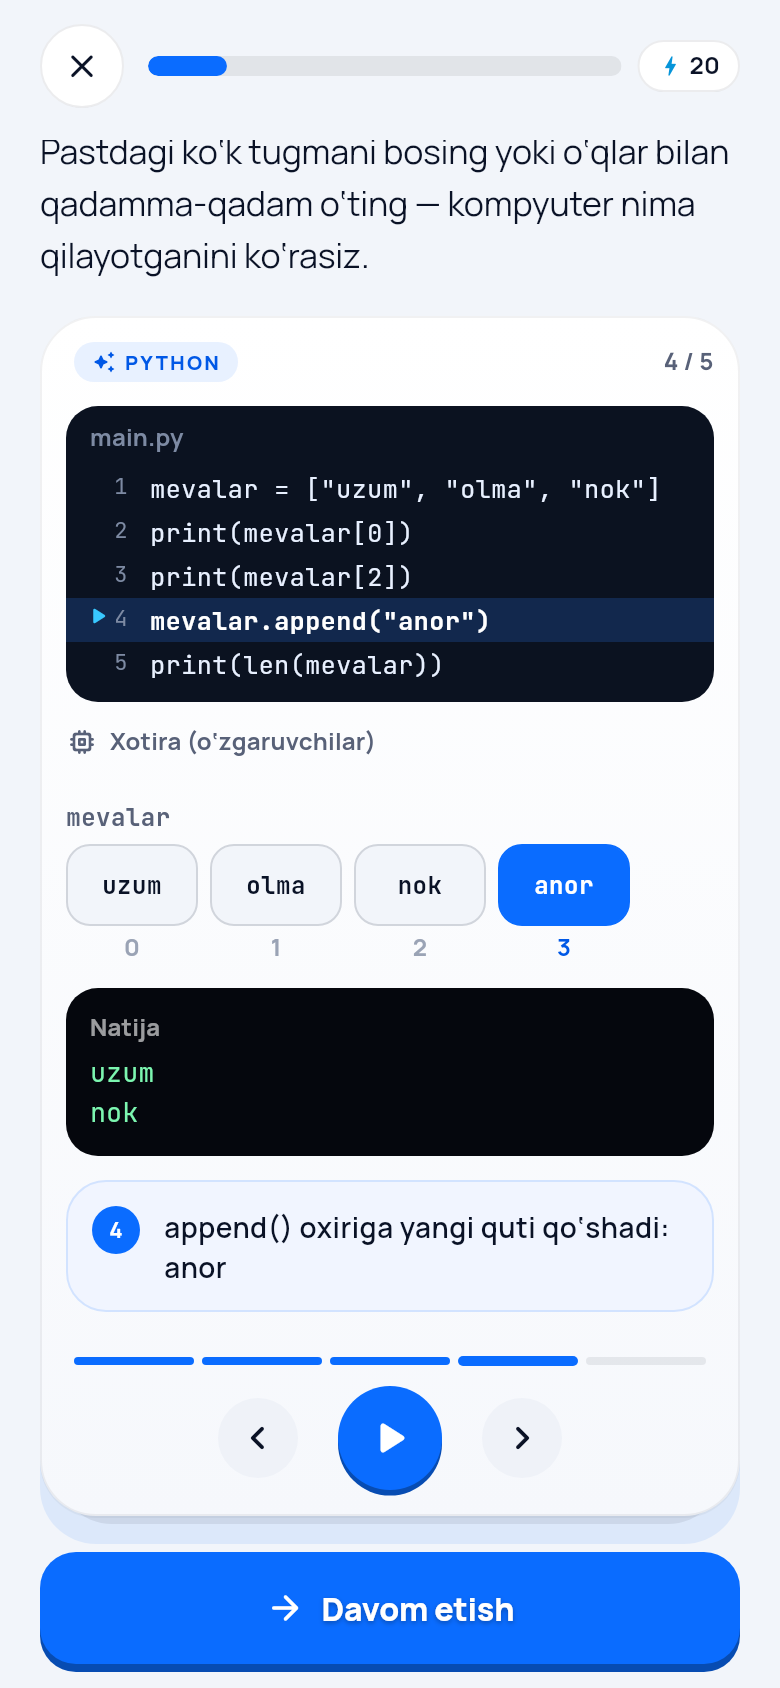 20
Pastdagi koʻk tugmani bosing yoki oʻqlar bilan
qadamma-qadam oʻting — kompyuter nima
qilayotganini koʻrasiz.
PYTHON
4 / 5
main.py
1 mevalar = ["uzum", "olma", "nok"]
2 print(mevalar[0])
3 print(mevalar[2])
4 mevalar.append("anor")
5 print(len(mevalar))
Xotira (oʻzgaruvchilar)
mevalar
uzum olma nok anor
0 1 2 3
Natija
uzum
nok
4 append() oxiriga yangi quti qoʻshadi:
anor
Davom etish